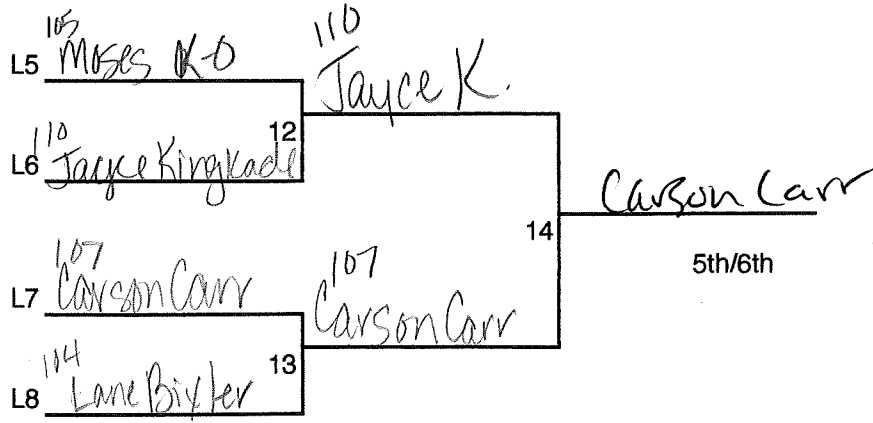 105
L5 Moses K-O
110
Jayce K.
12
110
L6 Jayce Kingkade
Carson Carr
14
5th/6th
107
L7 Carson Carr
107
Carson Carr
13
104
L8 Lane Bixler